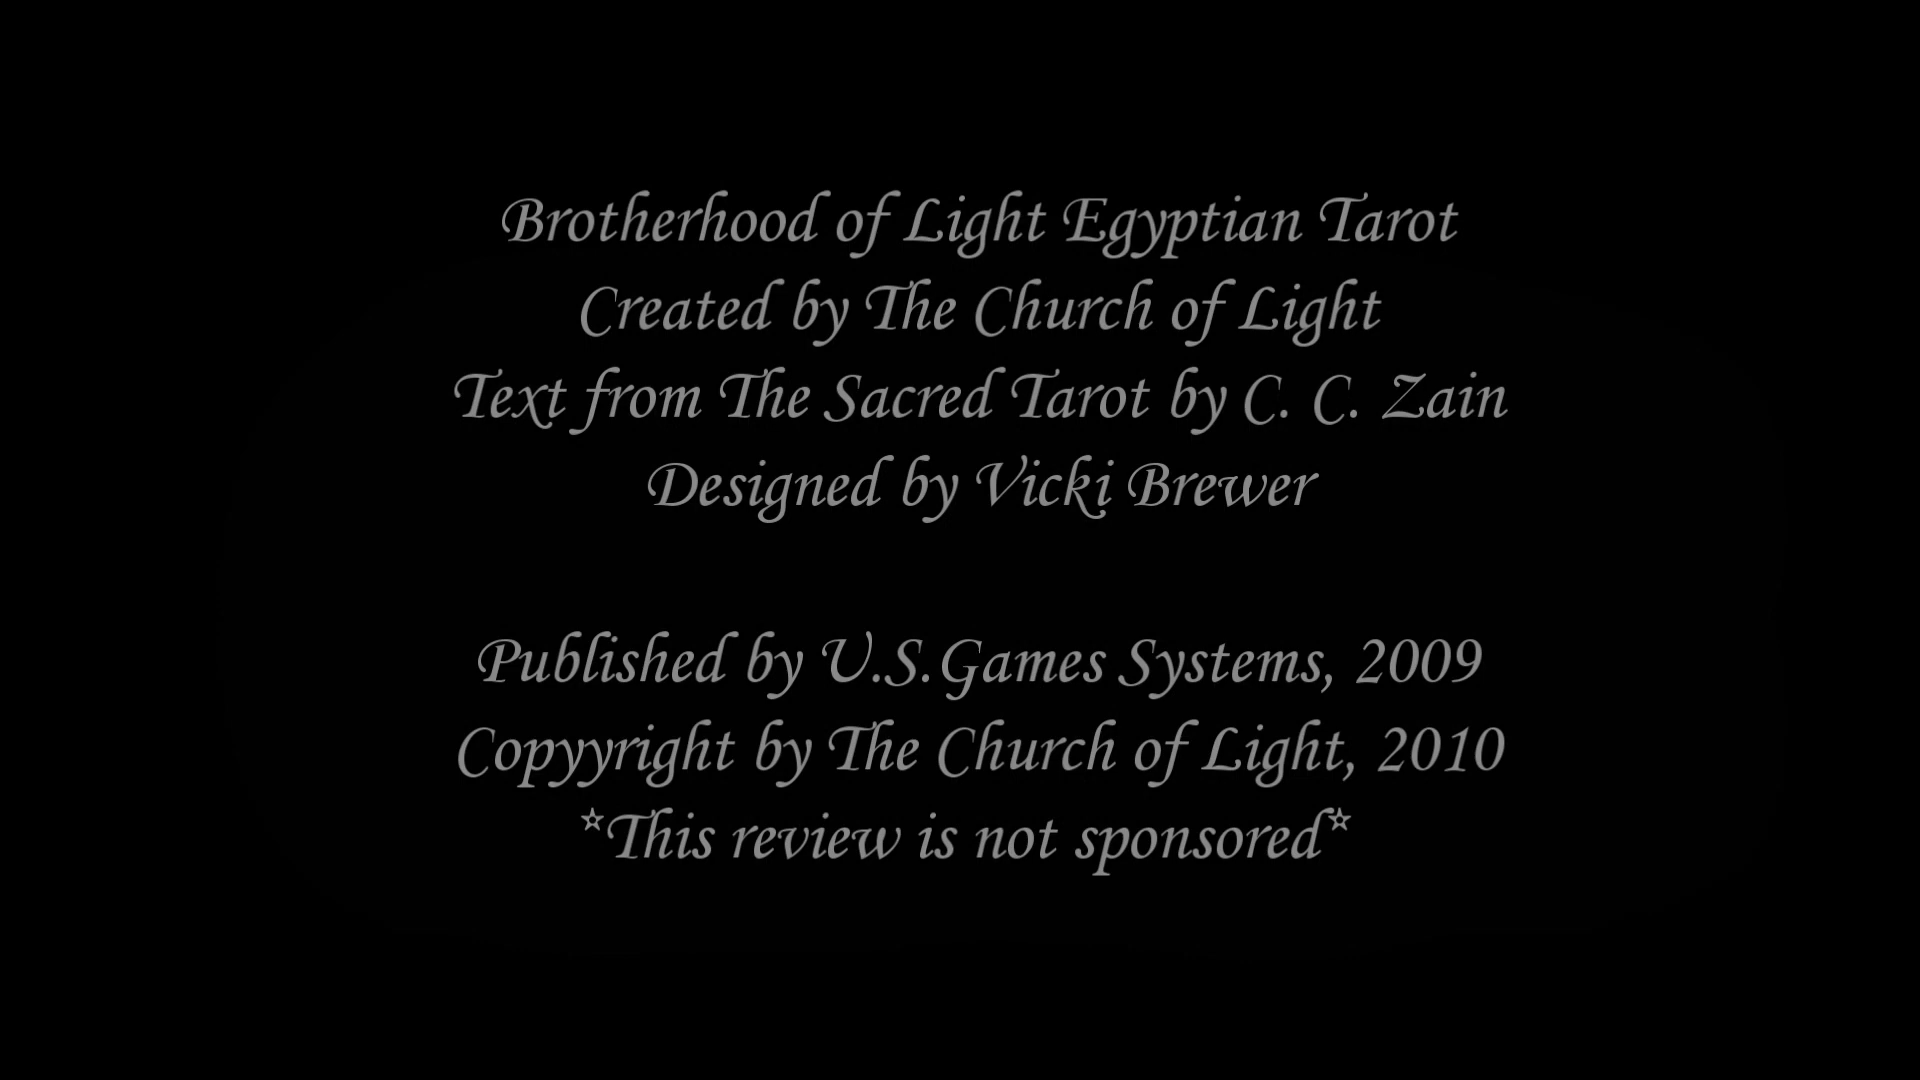 Brotherhood of Light Egyptian Tarot
Created by The Church of Light
Text from The Sacred Tarot by C. C. Zain
Designed by Vicki Brewer
Published by U.S.Games Systems, 2009
Copyyright by The Church of Light, 2010
*This review is not sponsored*